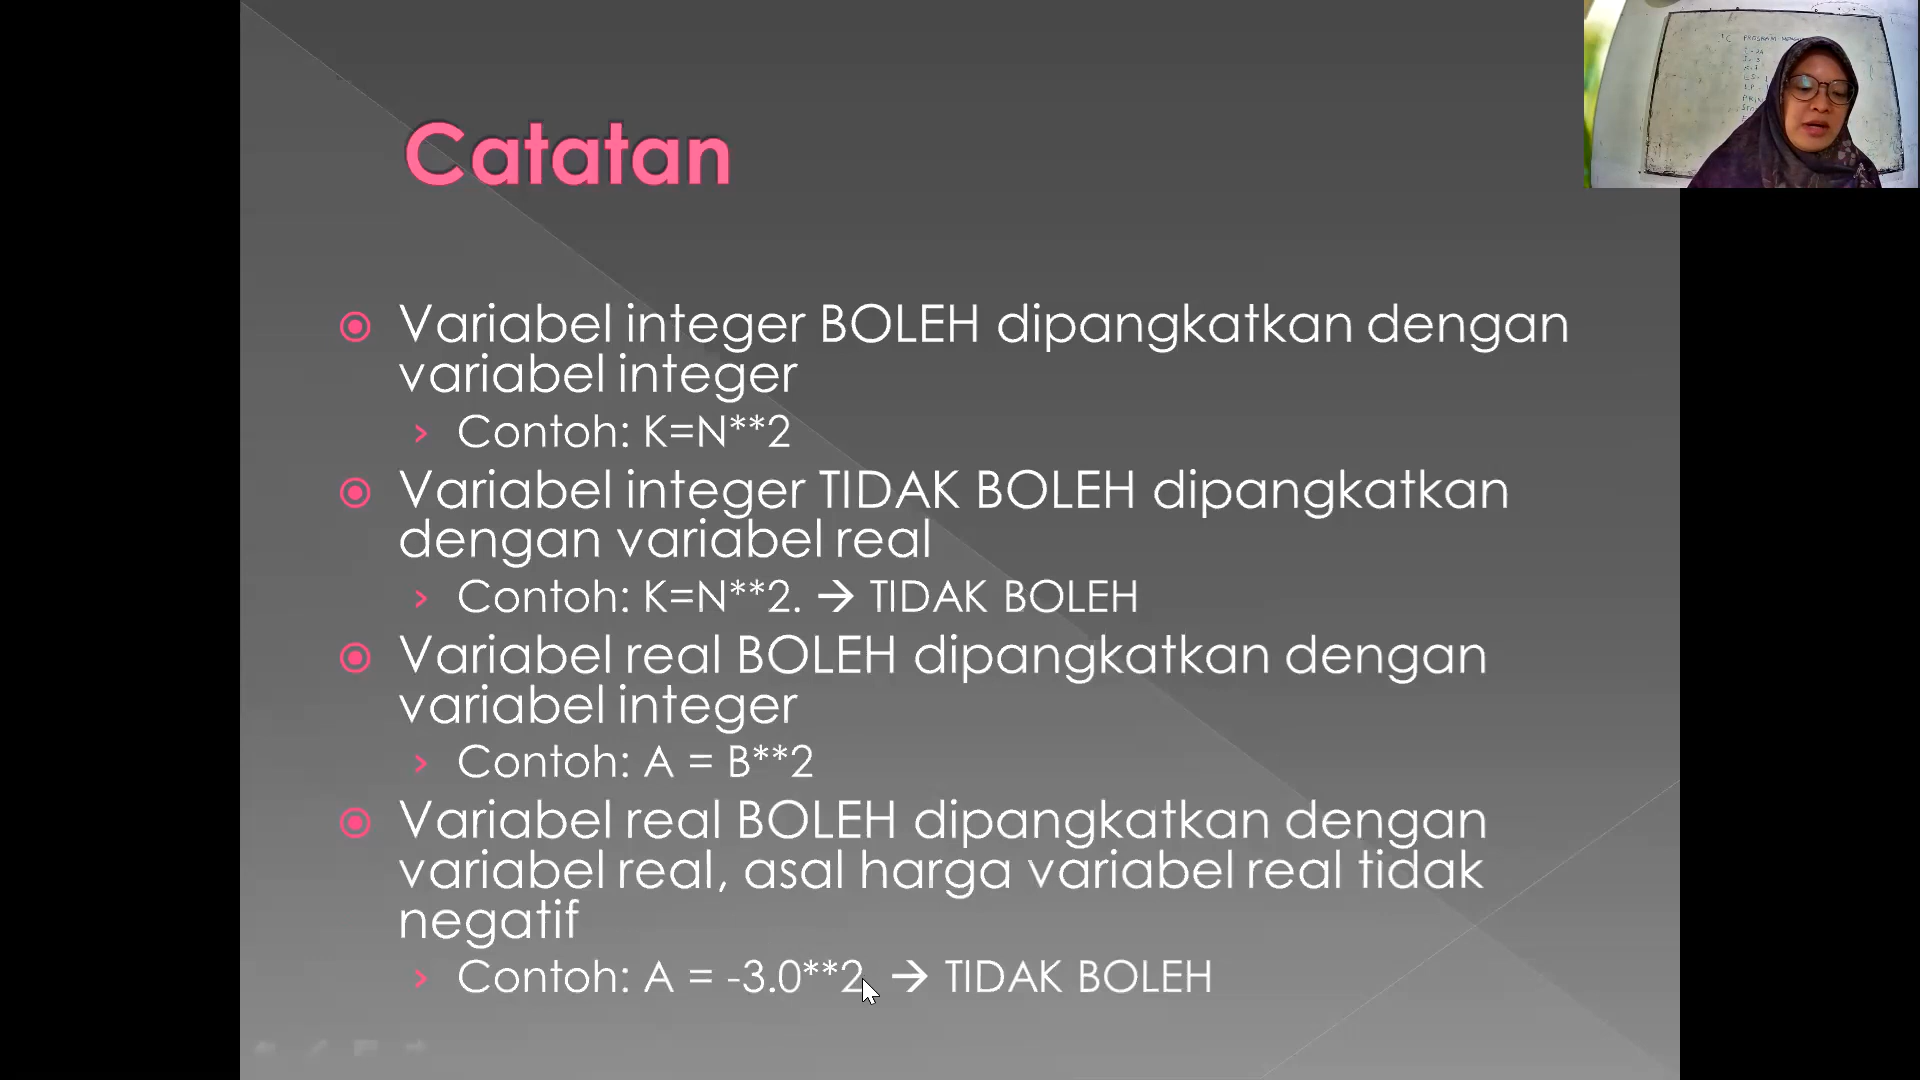 Catatan
Variabel integer BOLEH dipangkatkan dengan
variabel integer
Contoh: K=N**2
Variabel integer TIDAK BOLEH dipangkatkan
dengan variabel real
Contoh: K=N**2. → TIDAK BOLEH
Variabel real BOLEH dipangkatkan dengan
variabel integer
Contoh: A = B**2
Variabel real BOLEH dipangkatkan dengan
variabel real, asal harga variabel real tidak
negatif
Contoh: A = -3.0**2 → TIDAK BOLEH
PROGRAM